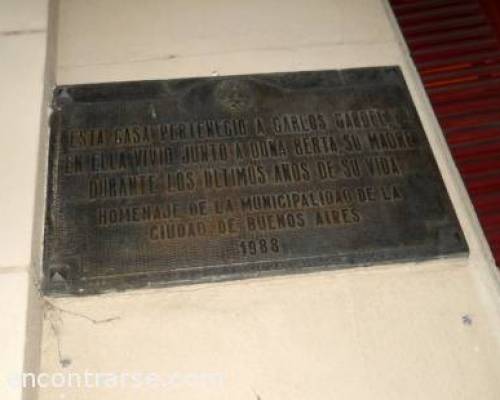 ESTA CASA PERTENECIO A CARLOS GARDEL
EN ELLA VIVIO JUNTO A DOÑA BERTA SU MADRE
DURANTE LOS ULTIMOS AÑOS DE SU VIDA
HOMENAJE DE LA MUNICIPALIDAD DE LA
CIUDAD DE BUENOS AIRES
1988
encontrarse.com